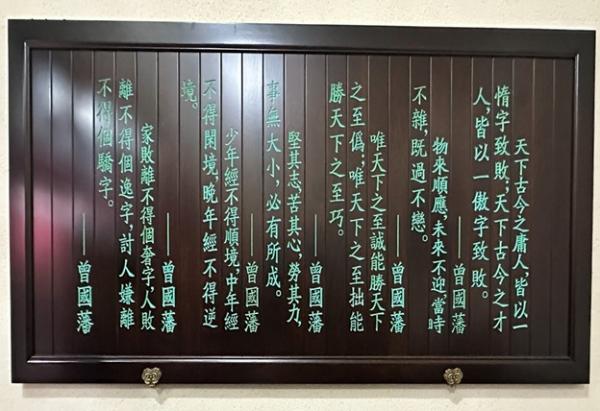 天下古今之庸人，皆以一
惰字致敗；天下古今之才
人，皆以一傲字致敗。
——曾國藩
物來順應，未來不迎，當時
不雜，既過不戀。
——曾國藩
唯天下之至誠能勝天下
之至僞；唯天下之至拙能
勝天下之至巧。
——曾國藩
堅其志，苦其心，勞其力，
事無大小，必有所成。
——曾國藩
少年經不得順境，中年經
不得閑境，晚年經不得逆
境。
——曾國藩
家敗離不得個奢字，人敗
離不得個逸字，討人嫌離
不得個驕字。
——曾國藩